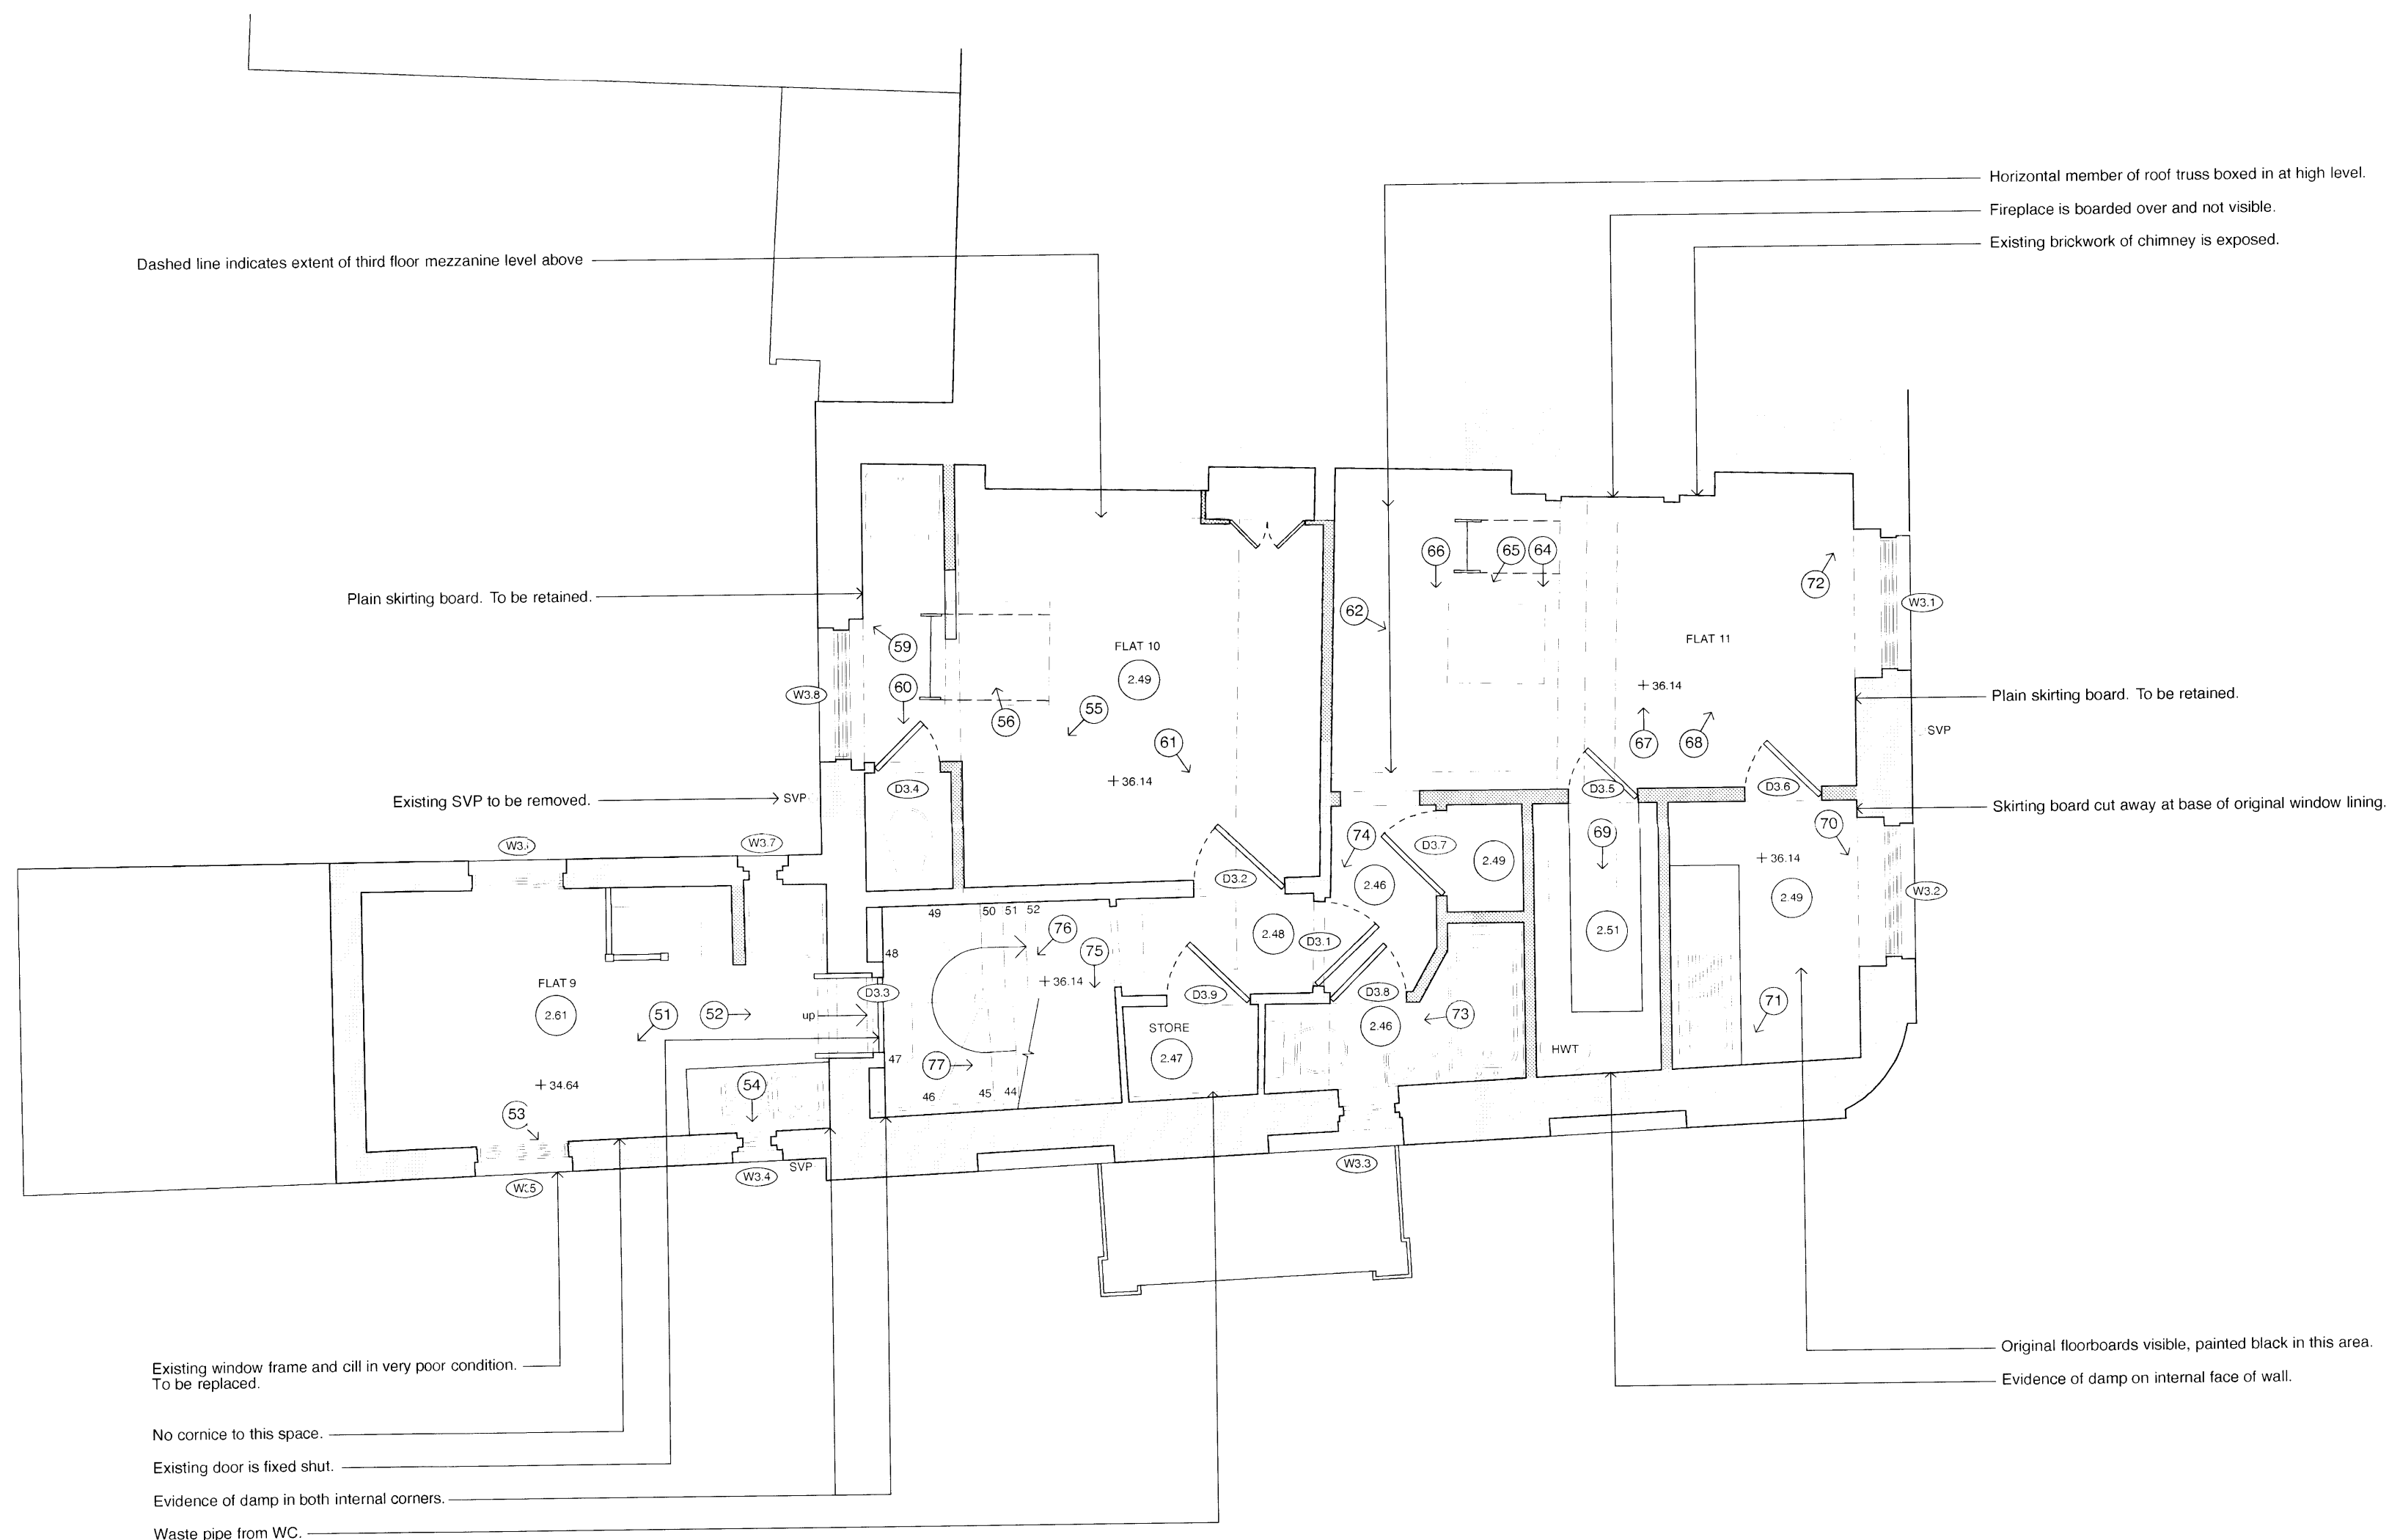 Horizontal member of roof truss boxed in at high level.
Fireplace is boarded over and not visible.
Existing brickwork of chimney is exposed.
Dashed line indicates extent of third floor mezzanine level above
66
65
64
72
62
W3.1
Plain skirting board. To be retained.
59
FLAT 10
FLAT 11
2.49
60
W3.8
36.14
Plain skirting board. To be retained.
56
55
61
67
68
SVP
36.14
D3.4
D3.5
D3.6
Existing SVP to be removed.
SVP
Skirting board cut away at base of original window lining.
74
69
70
W3.7
D3.7
2.49
36.14
D3.2
2.46
2.49
W3.2
49
50
51
52
76
75
2.48
D3.1
2.51
48
36.14
FLAT 9
D3.3
D3.9
D3.8
71
2.61
51
52
up
STORE
2.46
73
2.47
HWT
47
77
34.64
54
46
45
44
53
SVP
W3.4
W3.3
Original floorboards visible, painted black in this area.
Existing window frame and cill in very poor condition.
To be replaced.
Evidence of damp on internal face of wall.
No cornice to this space.
Existing door is fixed shut.
Evidence of damp in both internal corners.
Waste pipe from WC.